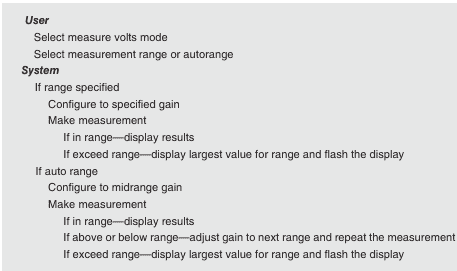 User
Select measure volts mode
Select measurement range or autorange
System
If range specified
Configure to specified gain
Make measurement
If in range—display results
If exceed range—display largest value for range and flash the display
If auto range
Configure to midrange gain
Make measurement
If in range—display results
If above or below range—adjust gain to next range and repeat the measurement
If exceed range—display largest value for range and flash the display